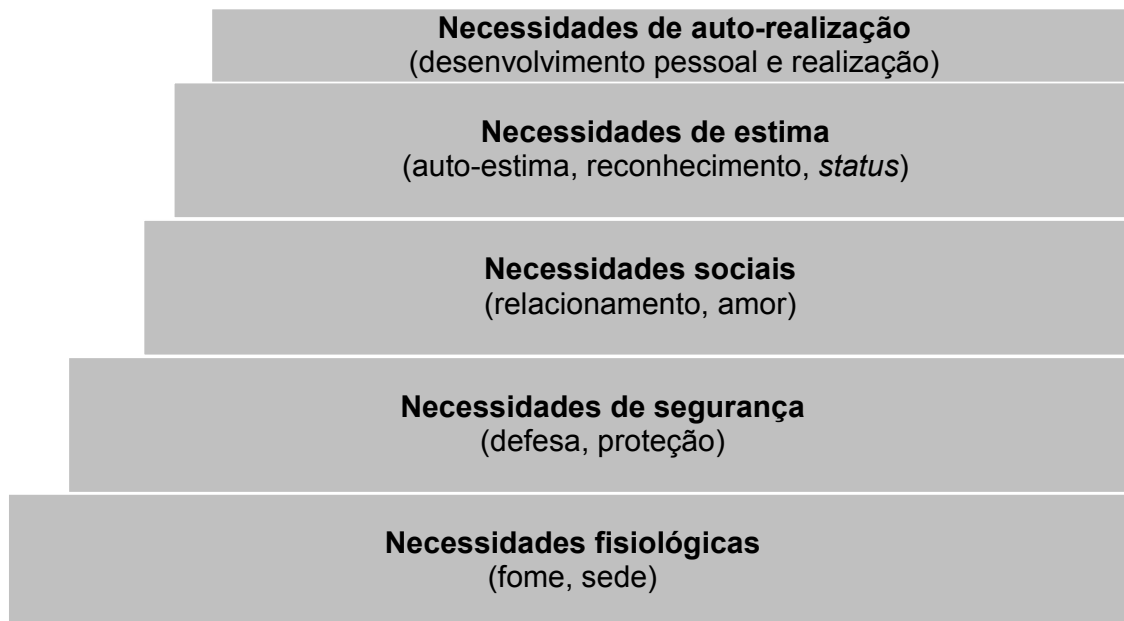 Necessidades de auto-realização
(desenvolvimento pessoal e realização)
Necessidades de estima
(auto-estima, reconhecimento, status)
Necessidades sociais
(relacionamento, amor)
Necessidades de segurança
(defesa, proteção)
Necessidades fisiológicas
(fome, sede)